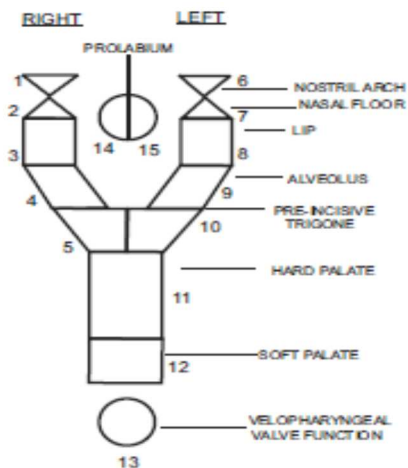 RIGHT LEFT
PROLABIUM
1 6
NOSTRIL ARCH
NASAL FLOOR
2 7
LIP
14 15
3 8
ALVEOLUS
4 9
PRE-INCISIVE
TRIGONE
5 10
HARD PALATE
11
SOFT PALATE
12
VELOPHARYNGEAL
VALVE FUNCTION
13